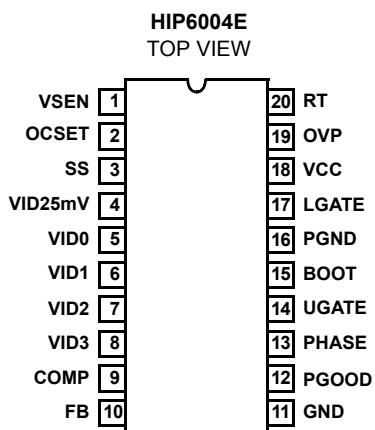 HIP6004E
TOP VIEW
VSEN 1 20 RT
OCSET 2 19 OVP
SS 3 18 VCC
VID25mV 4 17 LGATE
VID0 5 16 PGND
VID1 6 15 BOOT
VID2 7 14 UGATE
VID3 8 13 PHASE
COMP 9 12 PGOOD
FB 10 11 GND